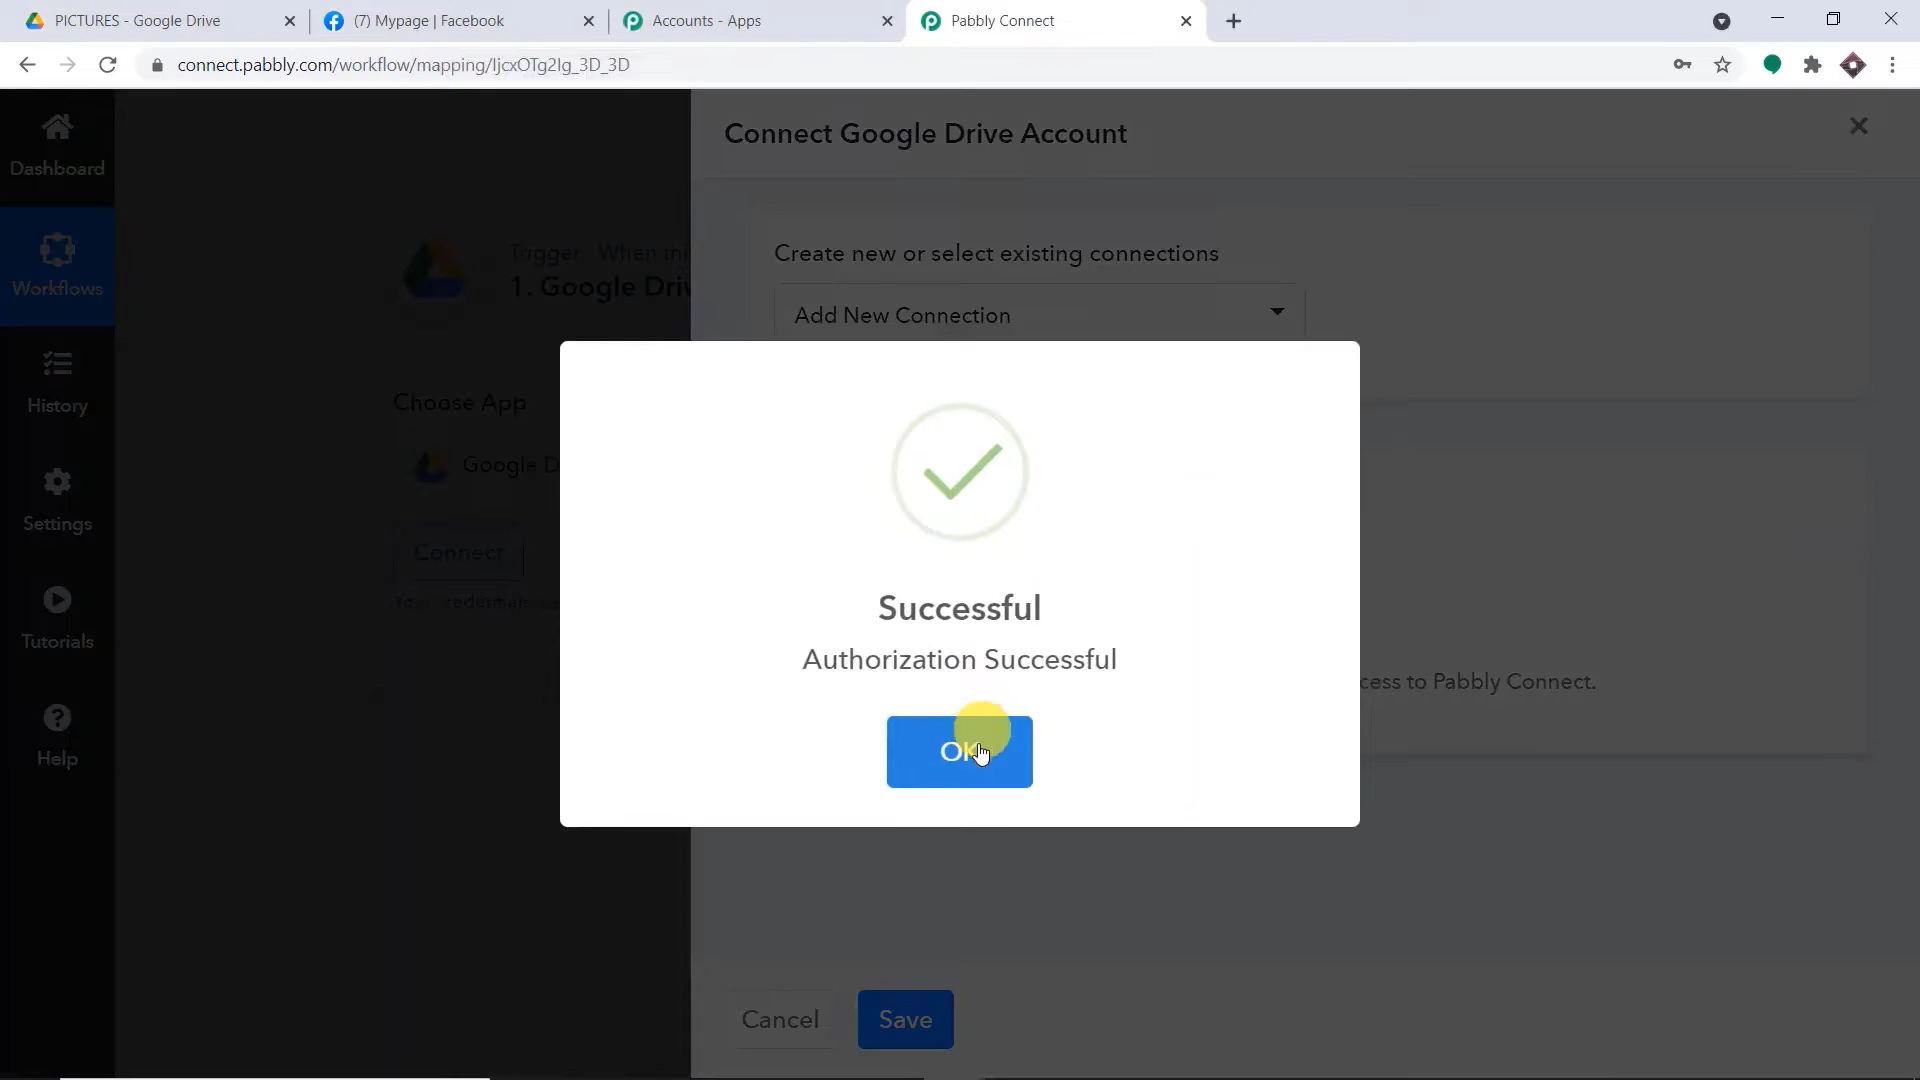 PICTURES - Google Drive
(7) Mypage | Facebook
Accounts - Apps
Pabbly Connect
connect.pabbly.com/workflow/mapping/IjcxOTg2Ig_3D_3D
Dashboard
Workflows
History
Settings
Tutorials
Help
Trigger When thi
1. Google Driv
Choose App
Google D
Connect
Connect Google Drive Account
Create new or select existing connections
Add New Connection
Successful
Authorization Successful
OK
cess to Pabbly Connect.
Cancel
Save